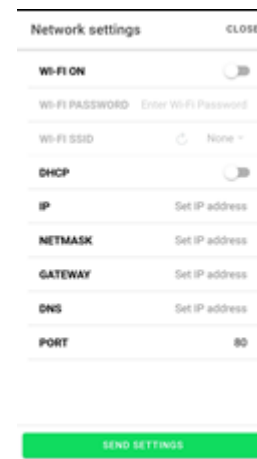 Network settings CLOSE
WI-FI ON
WI-FI PASSWORD Enter Wi-Fi Password
WI-FI SSID None
DHCP
IP Set IP address
NETMASK Set IP address
GATEWAY Set IP address
DNS Set IP address
PORT 80
SEND SETTINGS